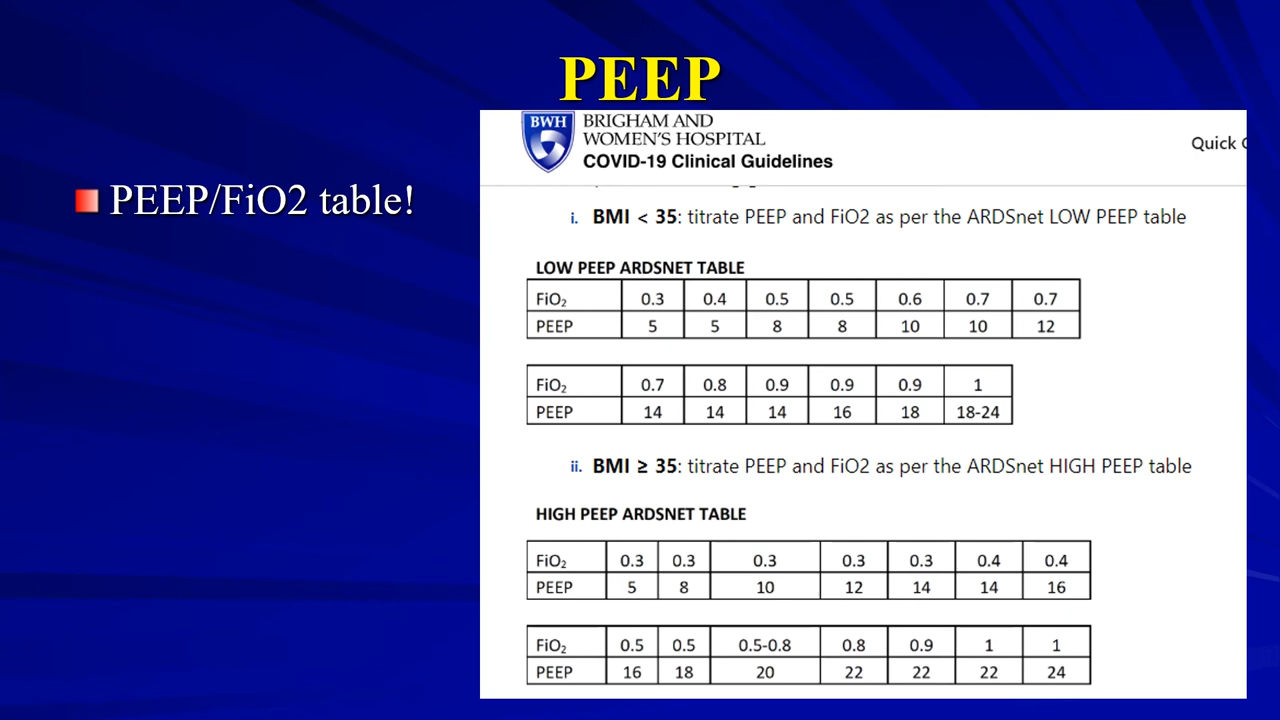 PEEP
PEEP/FiO2 table!
BWH
BRIGHAM AND
WOMEN'S HOSPITAL
COVID-19 Clinical Guidelines
Quick
i. BMI < 35: titrate PEEP and FiO2 as per the ARDSnet LOW PEEP table
LOW PEEP ARDSNET TABLE
FiO₂ 0.3 0.4 0.5 0.5 0.6 0.7 0.7
PEEP 5 5 8 8 10 10 12
FiO₂ 0.7 0.8 0.9 0.9 0.9 1
PEEP 14 14 14 16 18 18-24
ii. BMI ≥ 35: titrate PEEP and FiO2 as per the ARDSnet HIGH PEEP table
HIGH PEEP ARDSNET TABLE
FiO₂ 0.3 0.3 0.3 0.3 0.3 0.4 0.4
PEEP 5 8 10 12 14 14 16
FiO₂ 0.5 0.5 0.5-0.8 0.8 0.9 1 1
PEEP 16 18 20 22 22 22 24